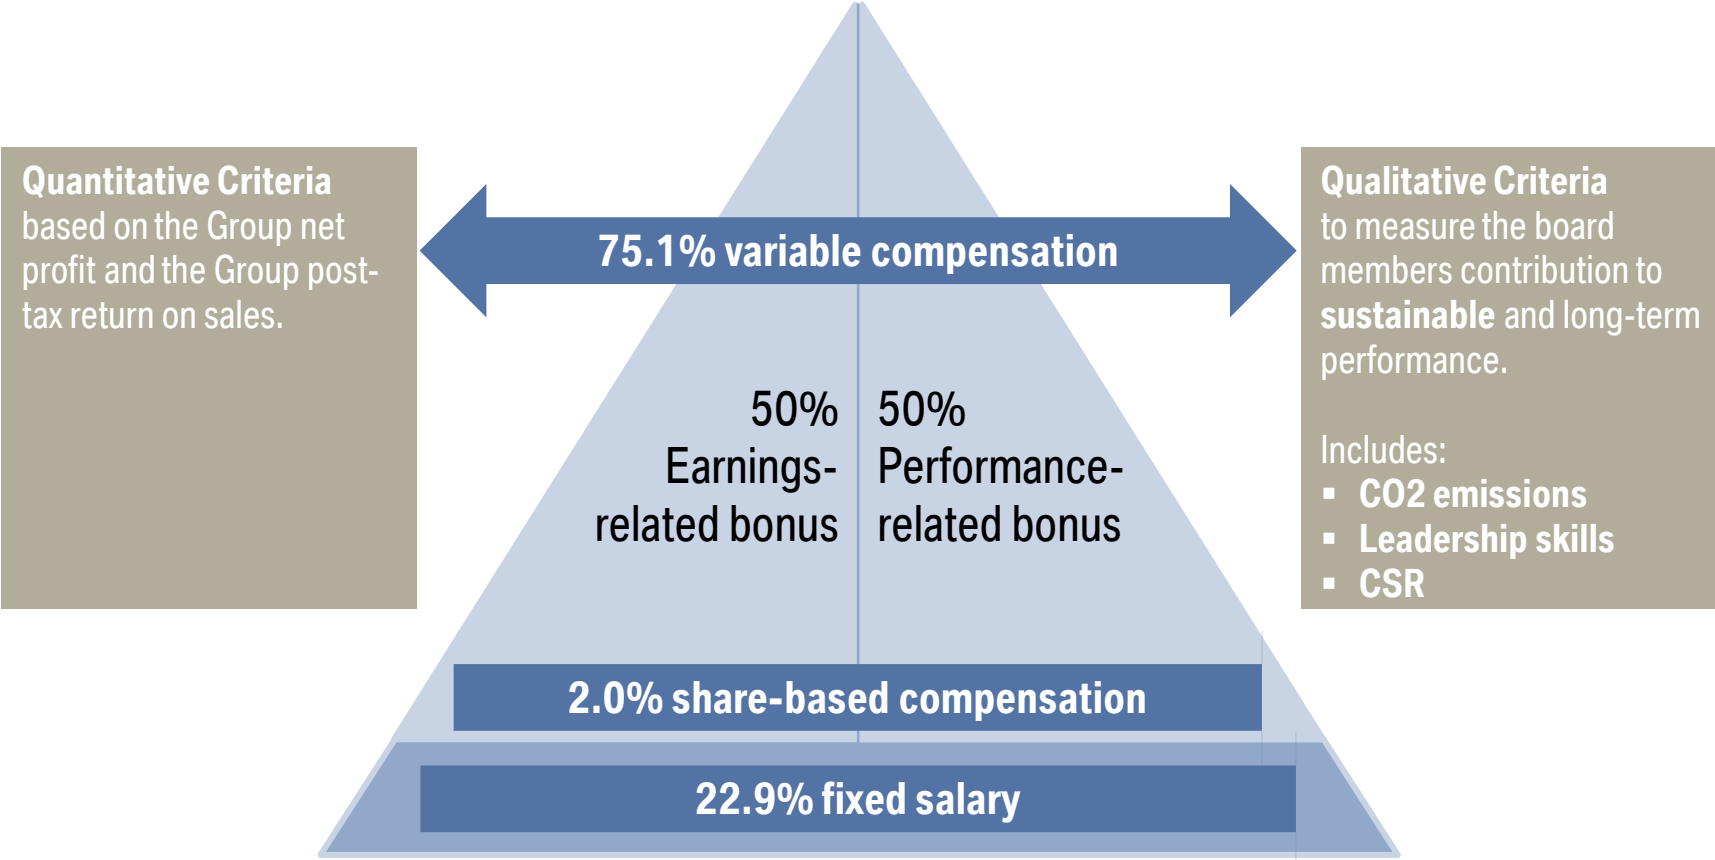 Quantitative Criteria
based on the Group net
profit and the Group post-
tax return on sales.
75.1% variable compensation
Qualitative Criteria
to measure the board
members contribution to
sustainable and long-term
performance.
Includes:
▪ CO2 emissions
▪ Leadership skills
▪ CSR
50%
Earnings-
related bonus
50%
Performance-
related bonus
2.0% share-based compensation
22.9% fixed salary